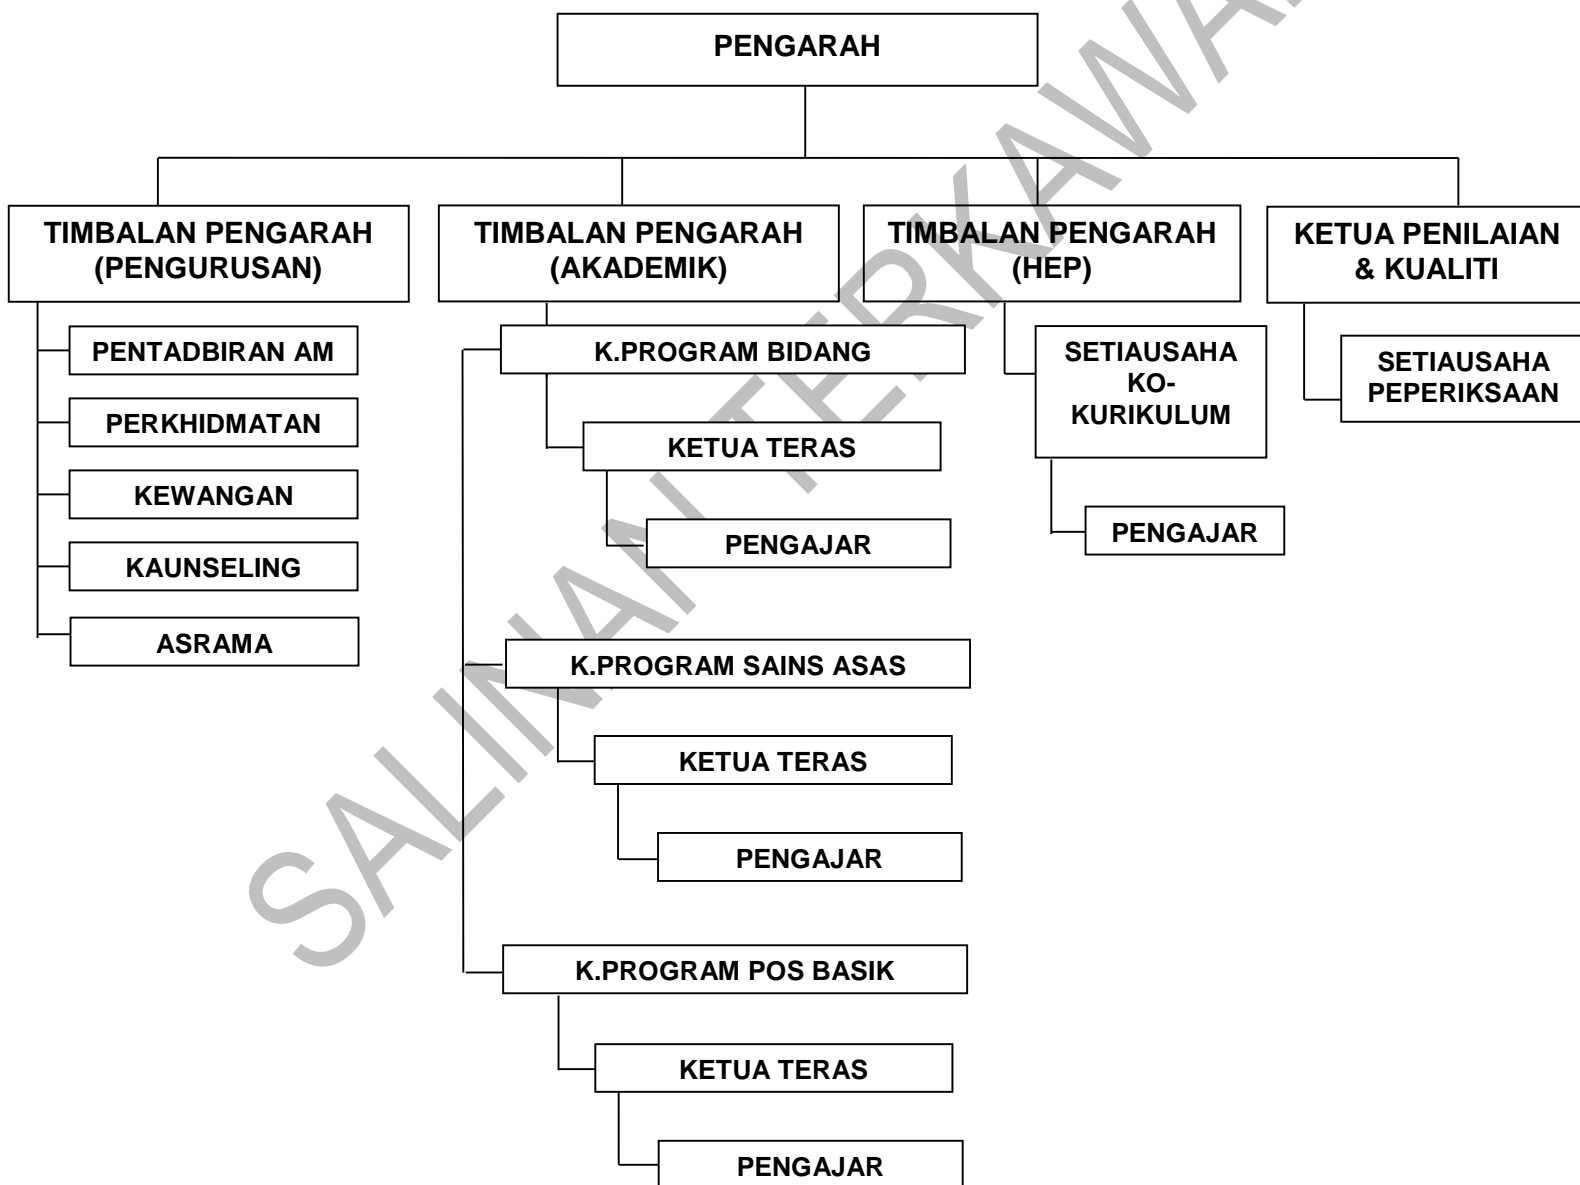 PENGARAH
TIMBALAN PENGARAH
(PENGURUSAN)
PENTADBIRAN AM
PERKHIDMATAN
KEWANGAN
KAUNSELING
ASRAMA
TIMBALAN PENGARAH
(AKADEMIK)
K.PROGRAM BIDANG
KETUA TERAS
PENGAJAR
K.PROGRAM SAINS ASAS
KETUA TERAS
PENGAJAR
K.PROGRAM POS BASIK
KETUA TERAS
PENGAJAR
TIMBALAN PENGARAH
(HEP)
SETIAUSAHA
KO-
KURIKULUM
PENGAJAR
KETUA PENILAIAN
& KUALITI
SETIAUSAHA
PEPERIKSAAN
SALINAN TERKAWA